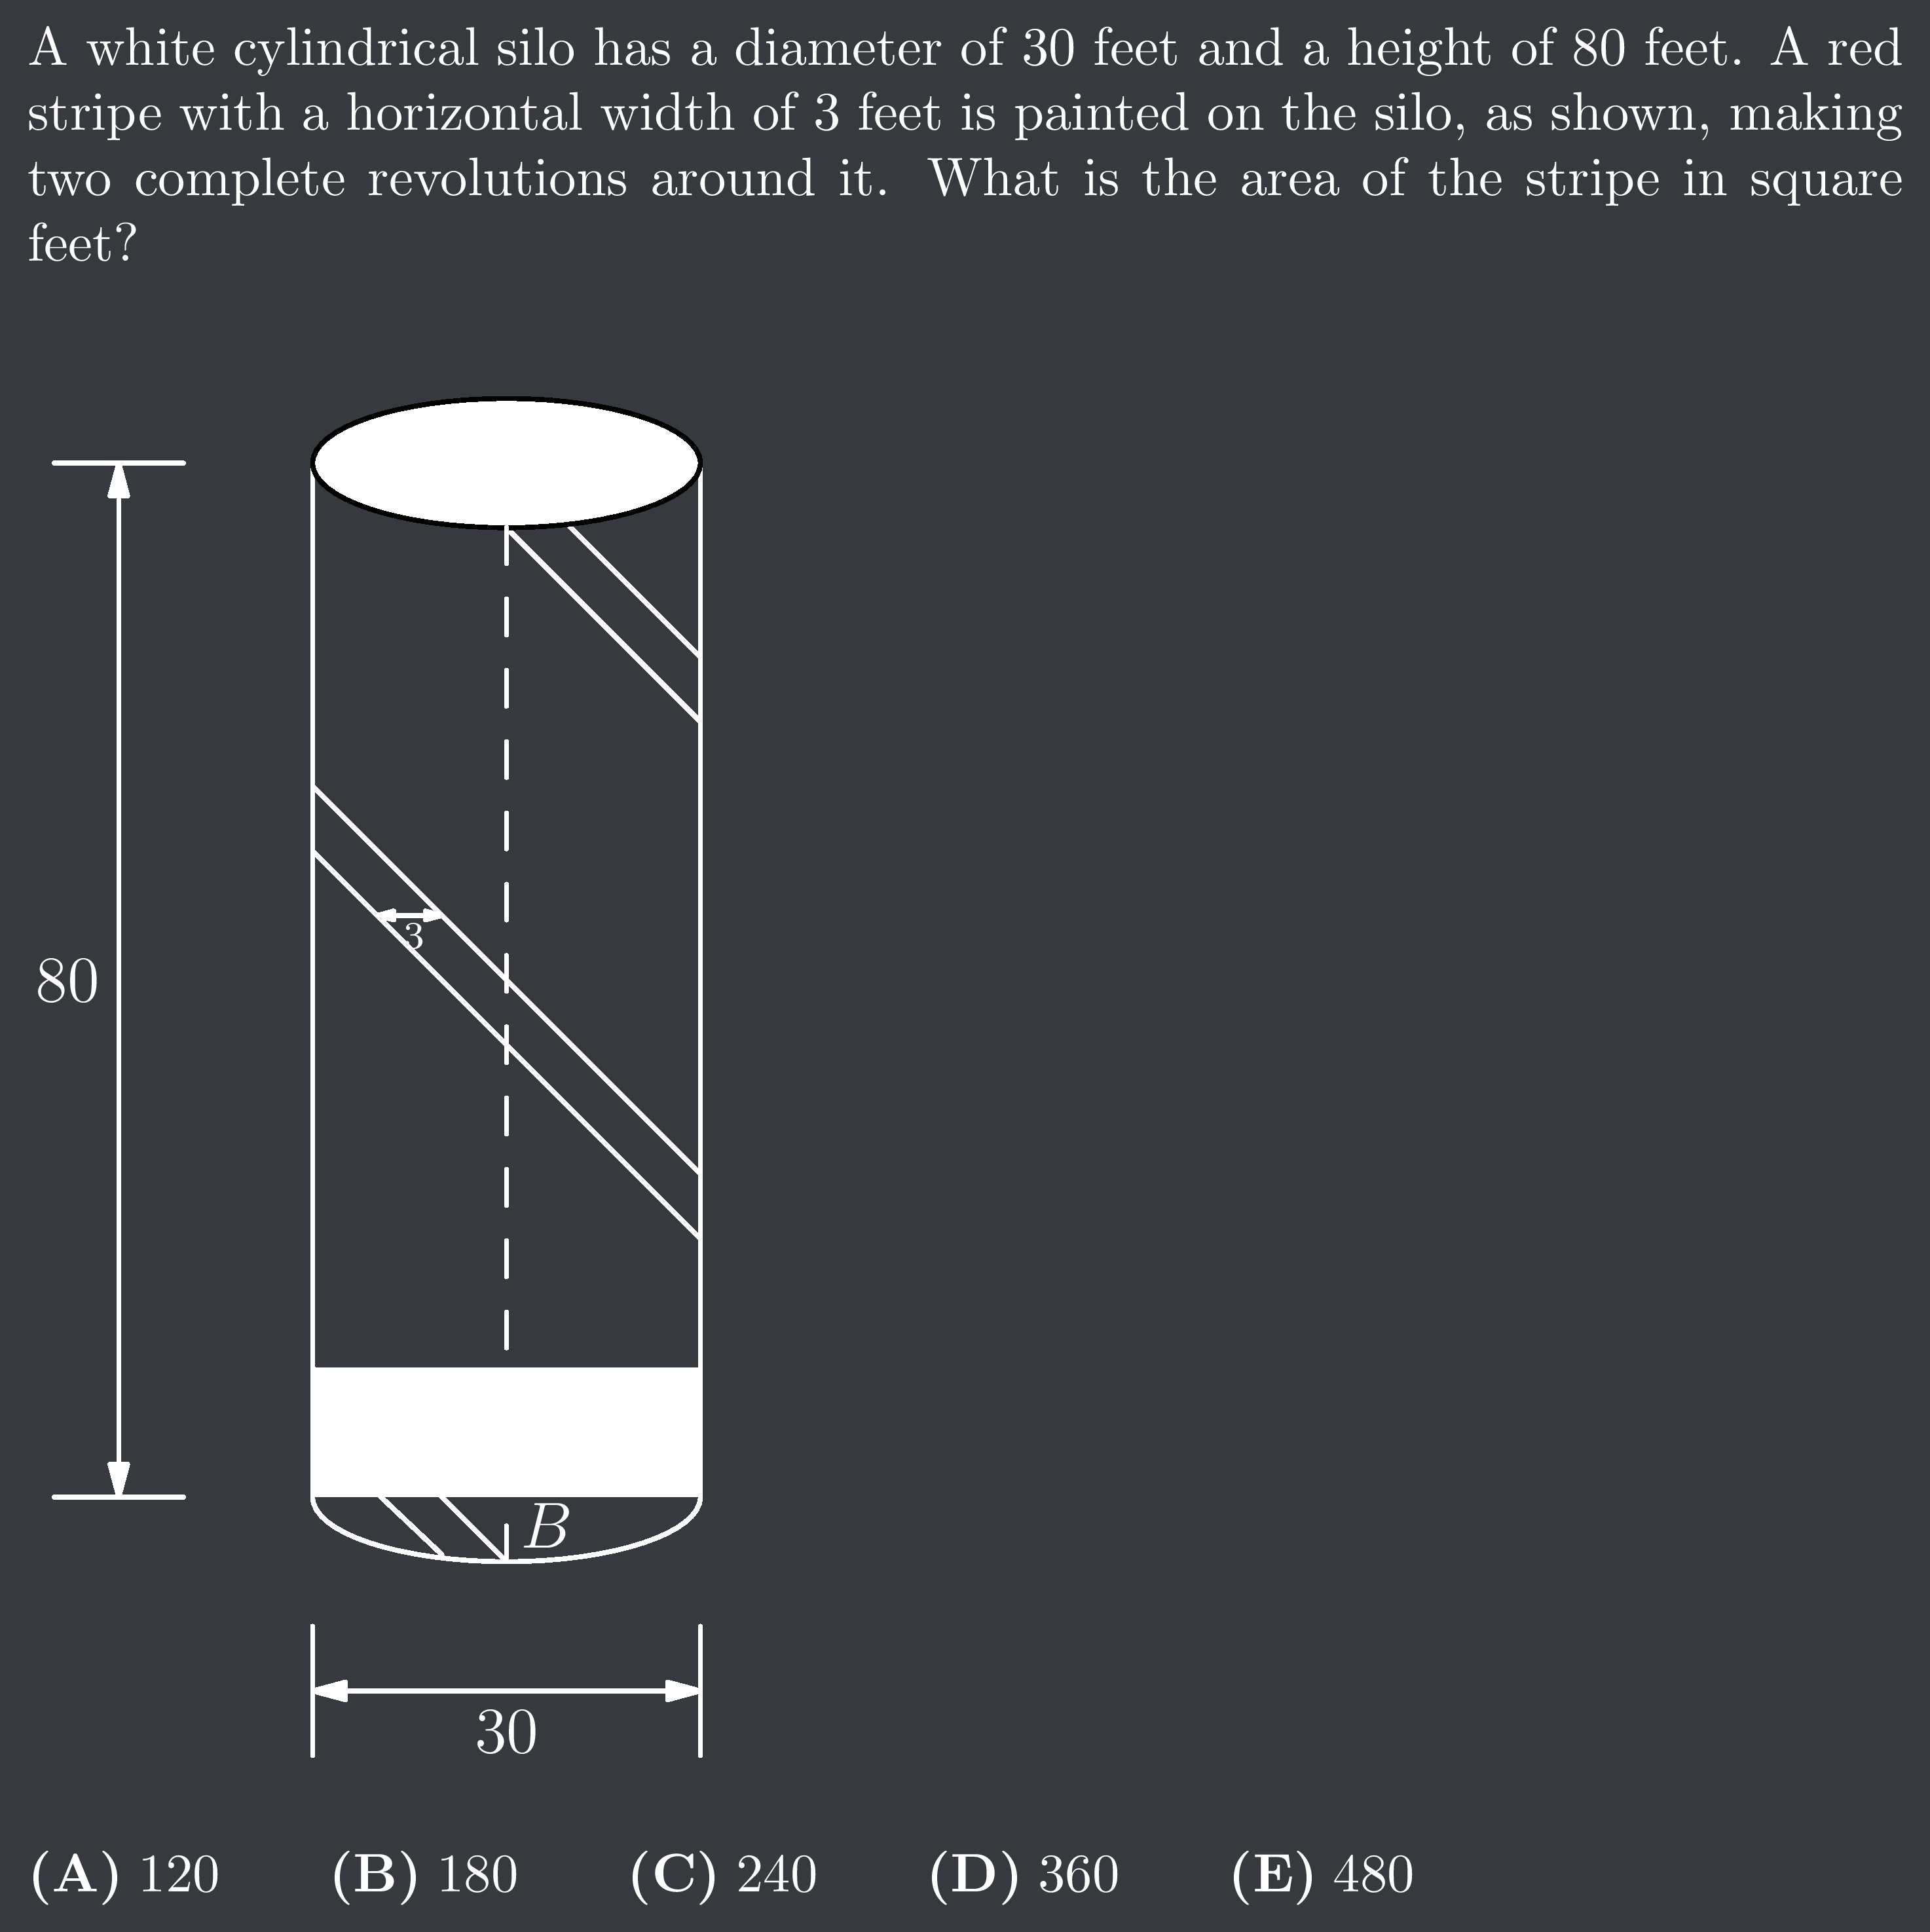 A white cylindrical silo has a diameter of 30 feet and a height of 80 feet. A red
stripe with a horizontal width of 3 feet is painted on the silo, as shown, making
two complete revolutions around it. What is the area of the stripe in square
feet?
3
80
B
30
(A) 120 (B) 180 (C) 240 (D) 360 (E) 480